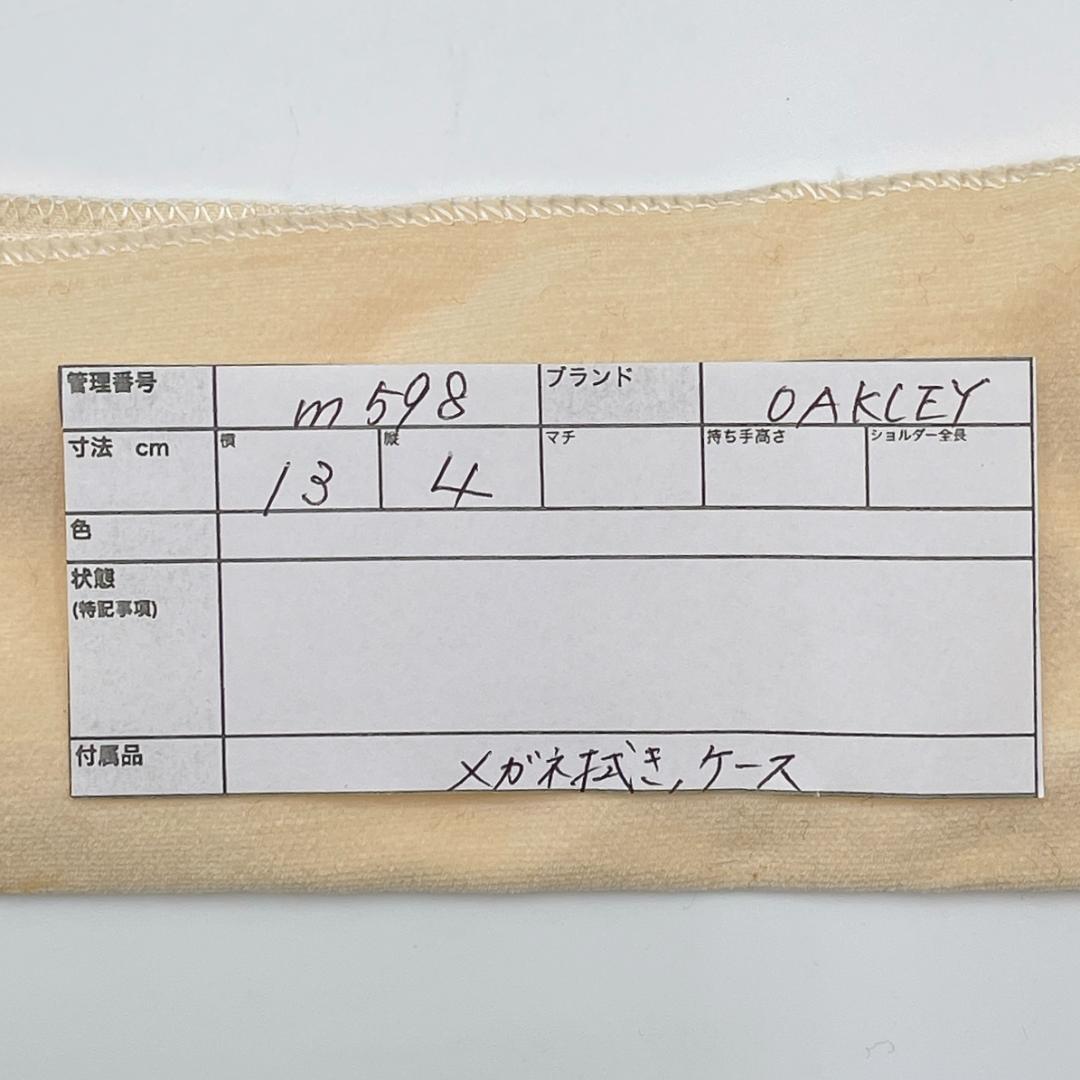 管理番号 m598 ブランド OAKLEY
寸法 cm 横 13 縦 4 マチ 持ち手高さ ショルダー全長
色
状態
(特記事項)
付属品 メガネ拭き, ケース